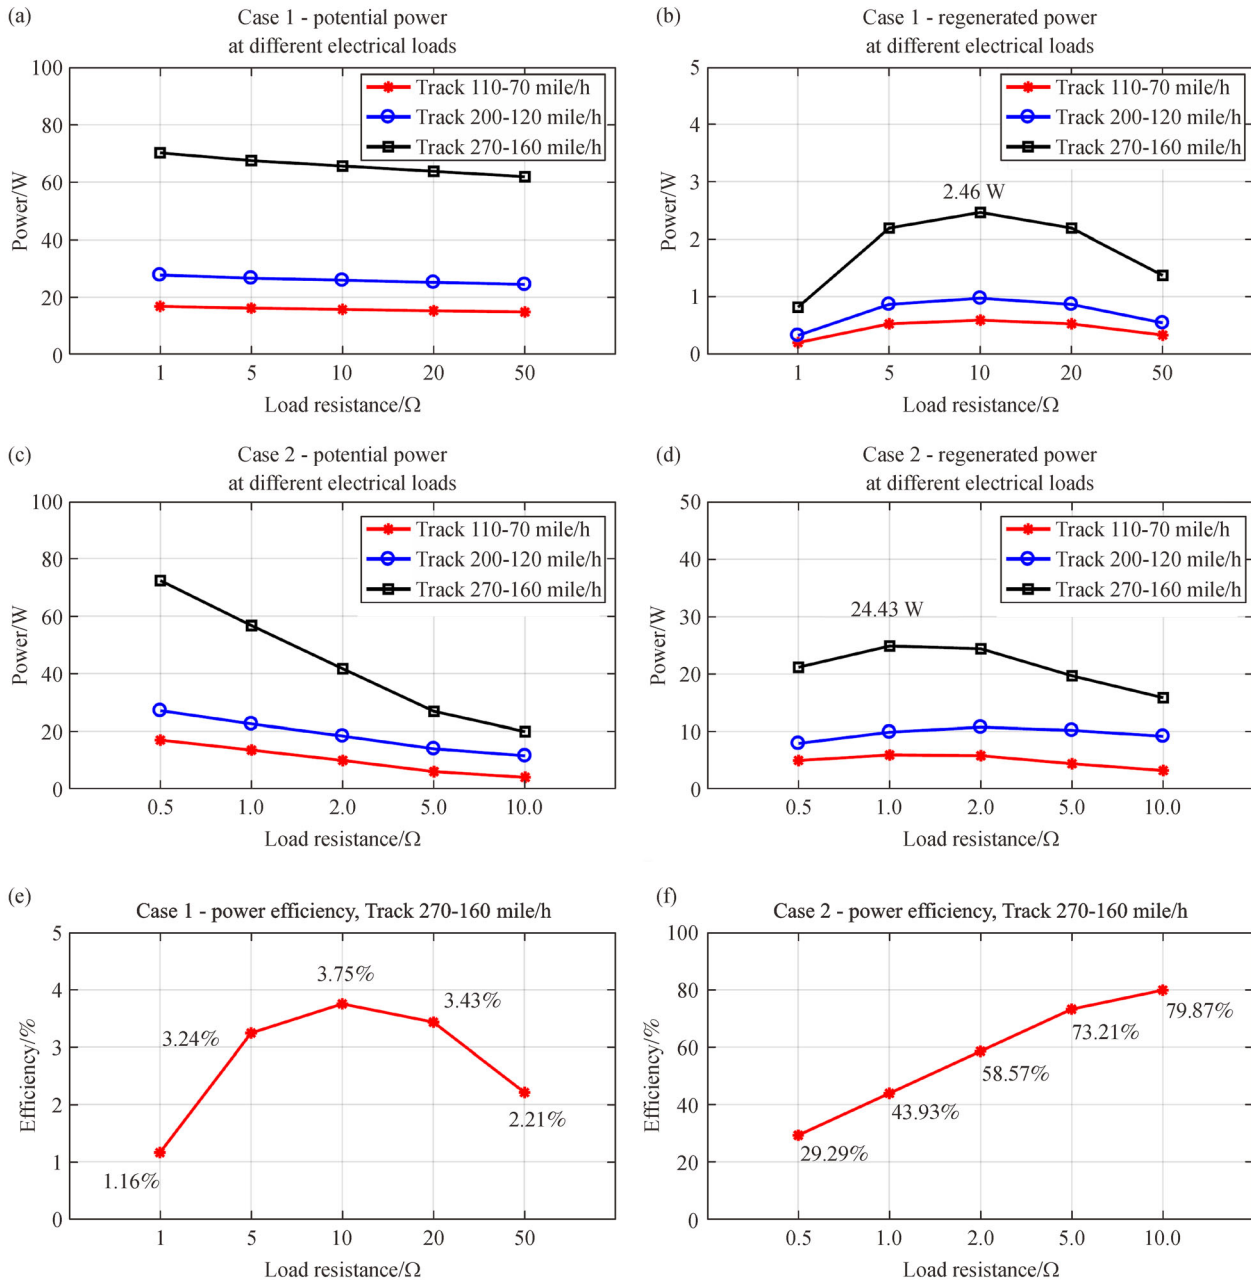 (a)
Case 1 - potential power
at different electrical loads
100
80
60
40
20
0
Power/W
Track 110-70 mile/h
Track 200-120 mile/h
Track 270-160 mile/h
1 5 10 20 50
Load resistance/Ω
(b)
Case 1 - regenerated power
at different electrical loads
5
4
3
2
1
0
Power/W
Track 110-70 mile/h
Track 200-120 mile/h
Track 270-160 mile/h
2.46 W
1 5 10 20 50
Load resistance/Ω
(c)
Case 2 - potential power
at different electrical loads
100
80
60
40
20
0
Power/W
Track 110-70 mile/h
Track 200-120 mile/h
Track 270-160 mile/h
0.5 1.0 2.0 5.0 10.0
Load resistance/Ω
(d)
Case 2 - regenerated power
at different electrical loads
50
40
30
20
10
0
Power/W
Track 110-70 mile/h
Track 200-120 mile/h
Track 270-160 mile/h
24.43 W
0.5 1.0 2.0 5.0 10.0
Load resistance/Ω
(e)
Case 1 - power efficiency, Track 270-160 mile/h
5
4
3
2
1
0
Efficiency/%
1.16%
3.24%
3.75%
3.43%
2.21%
1 5 10 20 50
Load resistance/Ω
(f)
Case 2 - power efficiency, Track 270-160 mile/h
100
80
60
40
20
0
Efficiency/%
29.29%
43.93%
58.57%
73.21%
79.87%
0.5 1.0 2.0 5.0 10.0
Load resistance/Ω